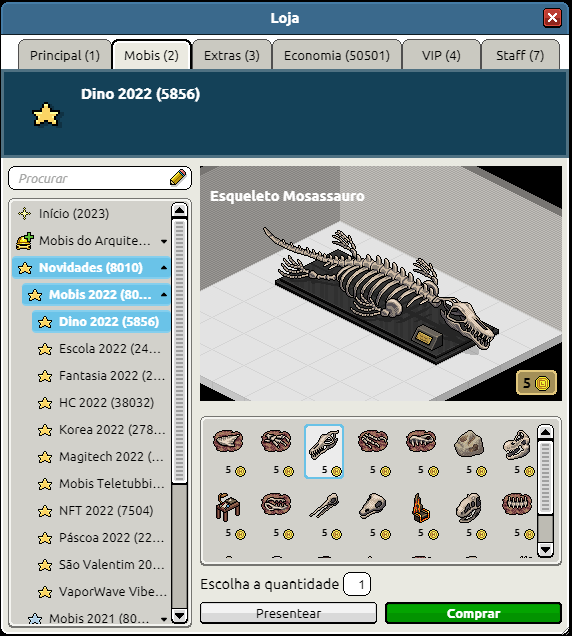 Loja
Principal (1)
Mobis (2)
Extras (3)
Economia (50501)
VIP (4)
Staff (7)
Dino 2022 (5856)
Procurar
Início (2023)
Mobis do Arquite...
Novidades (8010)
Mobis 2022 (80...
Dino 2022 (5856)
Escola 2022 (24...
Fantasia 2022 (2...
HC 2022 (38032)
Korea 2022 (278...
Magitech 2022 (...
Mobis Teletubbi...
NFT 2022 (7504)
Páscoa 2022 (22...
São Valentim 20...
VaporWave Vibe...
Mobis 2021 (80...
Esqueleto Mosassauro
5
5 5 5 5 5 5 5
5 5 5 5 5 5 5
Escolha a quantidade 1
Presentear
Comprar